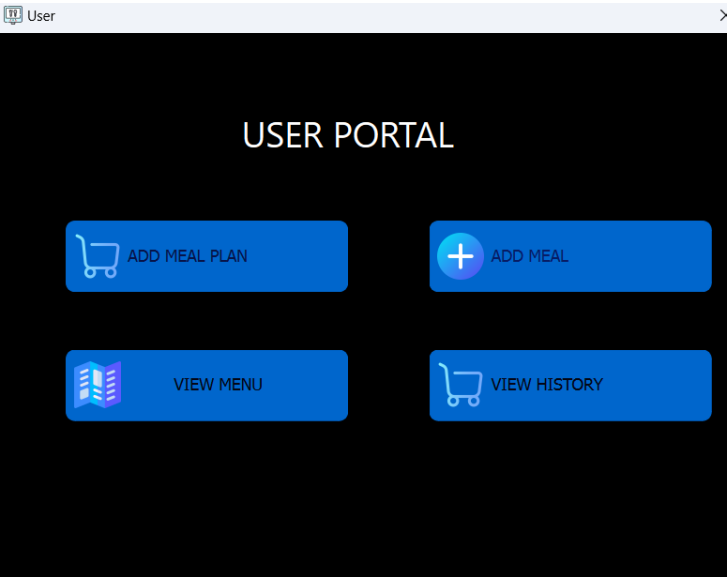 User
USER PORTAL
ADD MEAL PLAN
ADD MEAL
VIEW MENU
VIEW HISTORY